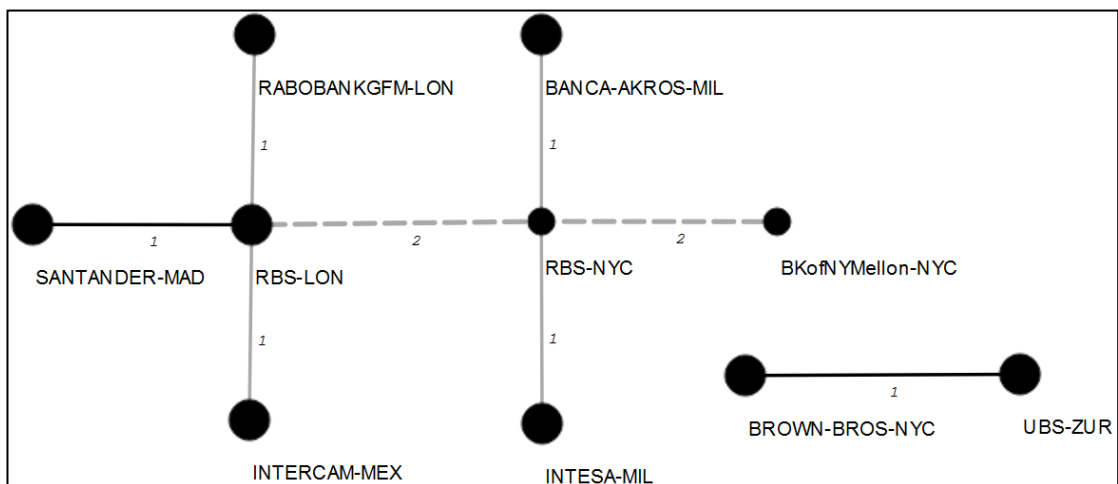 RABOBANKGFM-LON
BANCA-AKROS-MIL
1
1
1
2
2
SANTANDER-MAD
RBS-LON
RBS-NYC
BKofNYMellon-NYC
1
1
1
BROWN-BROS-NYC
UBS-ZUR
INTERCAM-MEX
INTESA-MIL